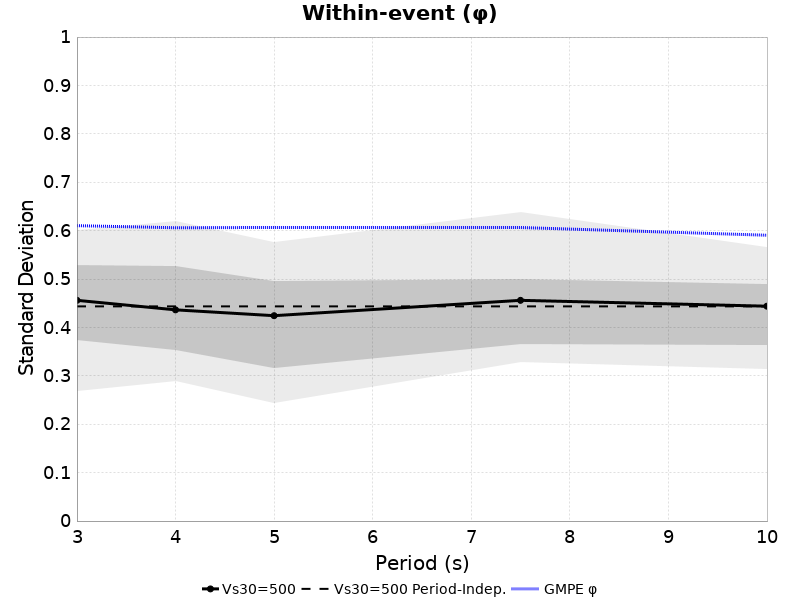 Within-event (φ)
Standard Deviation
1
0.9
0.8
0.7
0.6
0.5
0.4
0.3
0.2
0.1
0
3 4 5 6 7 8 9 10
Period (s)
Vs30=500 Vs30=500 Period-Indep. GMPE φ